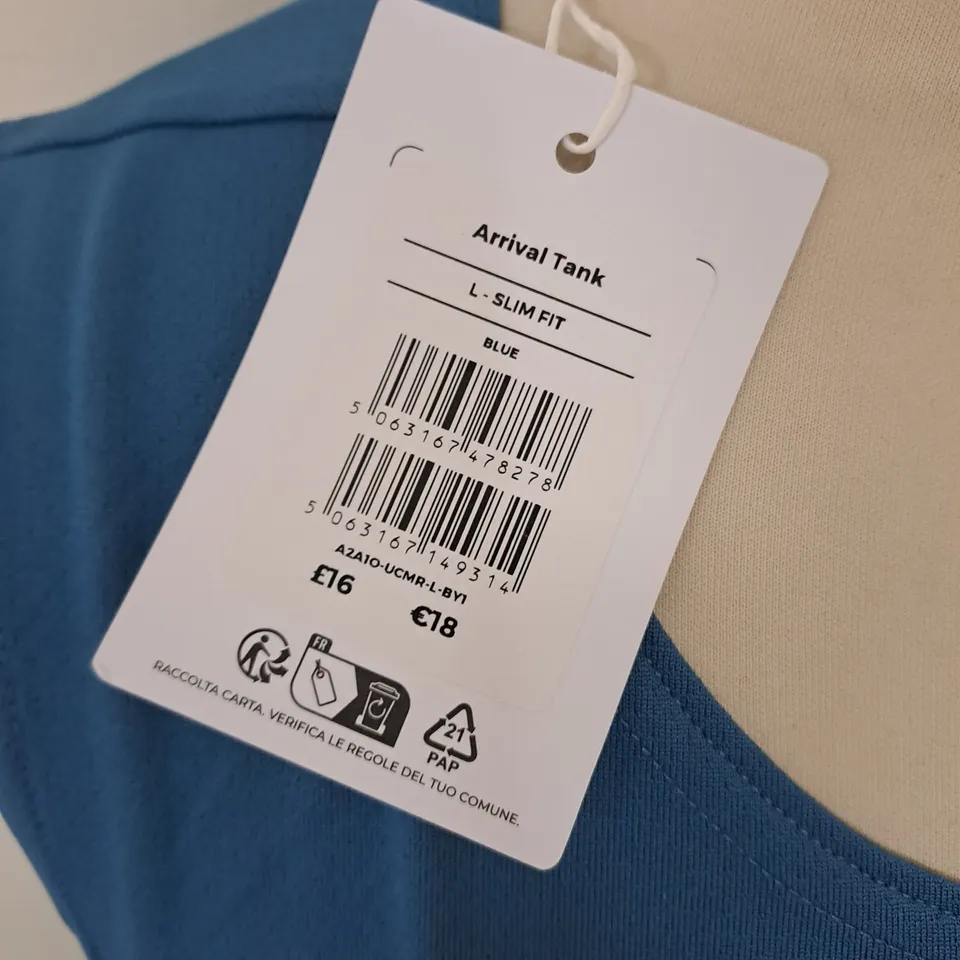 Arrival Tank
L - SLIM FIT
BLUE
5 063167 478278
5 063167 149314
A2A1O-UCMR-L-BY1
£16
€18
FR
21
PAP
RACCOLTA CARTA. VERIFICA LE REGOLE DEL TUO COMUNE.